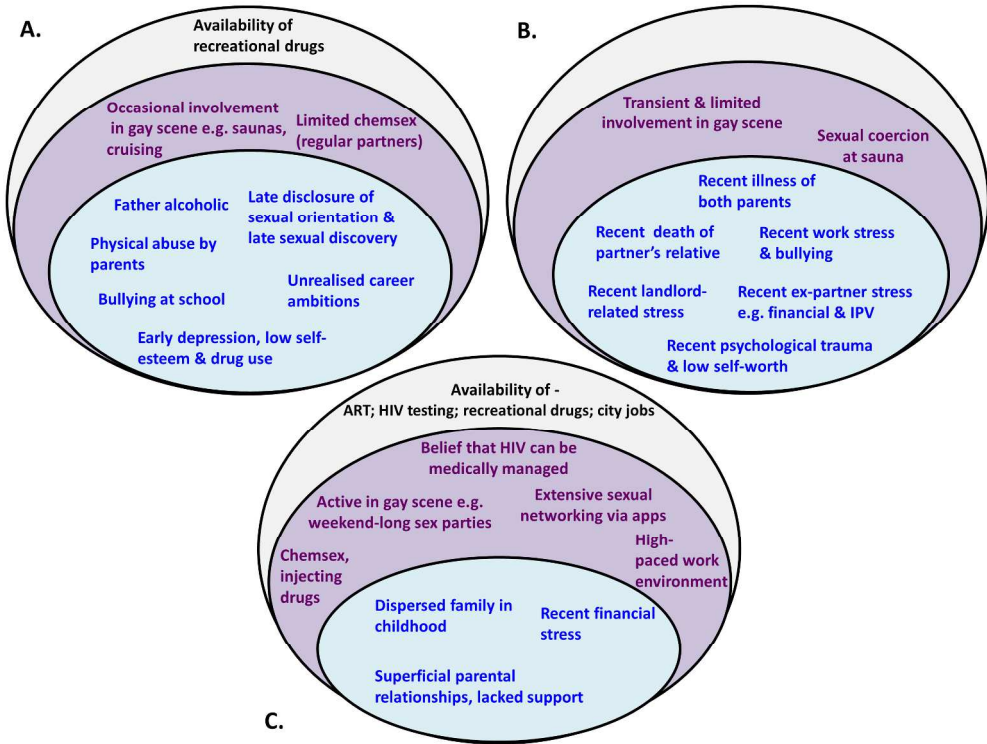 A.
Availability of
recreational drugs
Occasional involvement
in gay scene e.g. saunas,
cruising
Limited chemsex
(regular partners)
Father alcoholic
Late disclosure of
sexual orientation &
late sexual discovery
Physical abuse by
parents
Bullying at school
Unrealised career
ambitions
Early depression, low self-
esteem & drug use
B.
Transient & limited
involvement in gay scene
Sexual coercion
at sauna
Recent illness of
both parents
Recent death of
partner's relative
Recent work stress
& bullying
Recent landlord-
related stress
Recent ex-partner stress
e.g. financial & IPV
Recent psychological trauma
& low self-worth
Availability of -
ART; HIV testing; recreational drugs; city jobs
Belief that HIV can be
medically managed
Active in gay scene e.g.
weekend-long sex parties
Extensive sexual
networking via apps
Chemsex,
injecting
drugs
High-
paced work
environment
Dispersed family in
childhood
Recent financial
stress
Superficial parental
relationships, lacked support
C.